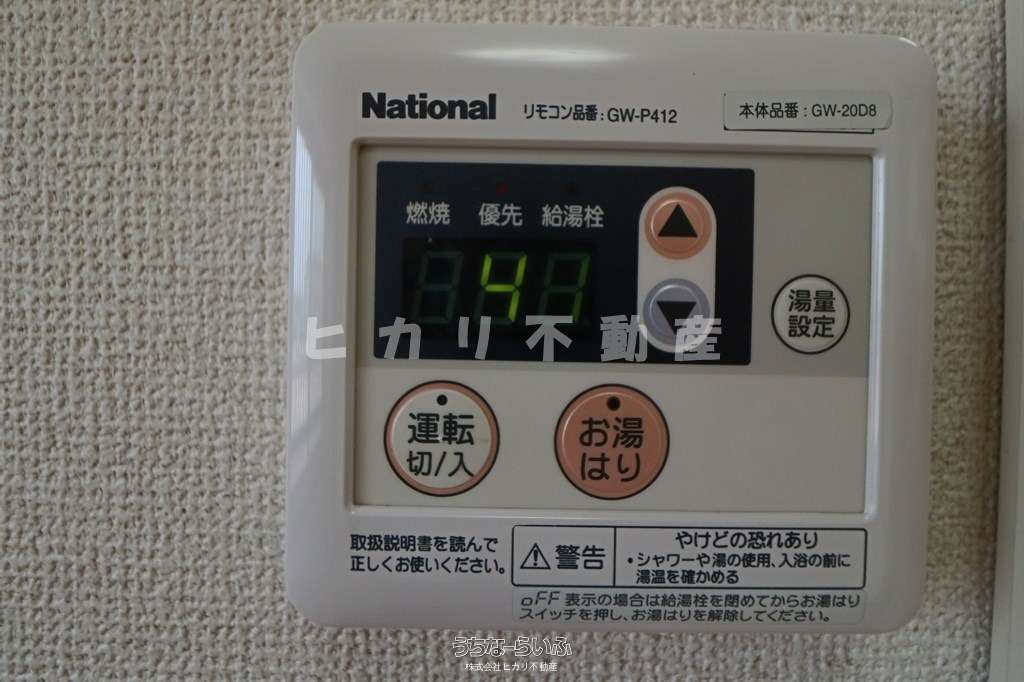 National リモコン品番:GW-P412 本体品番:GW-20D8
燃焼 優先 給湯栓
41
▲
▼
湯量
設定
ヒカリ不動産
運転
切/入
お湯
はり
取扱説明書を読んで
正しくお使いください。
警告
やけどの恐れあり
・シャワーや湯の使用、入浴の前に
湯温を確かめる
oFF 表示の場合は給湯栓を閉めてからお湯はり
スイッチを押し、お湯はりを解除してください。
うちなーらいふ
株式会社ヒカリ不動産